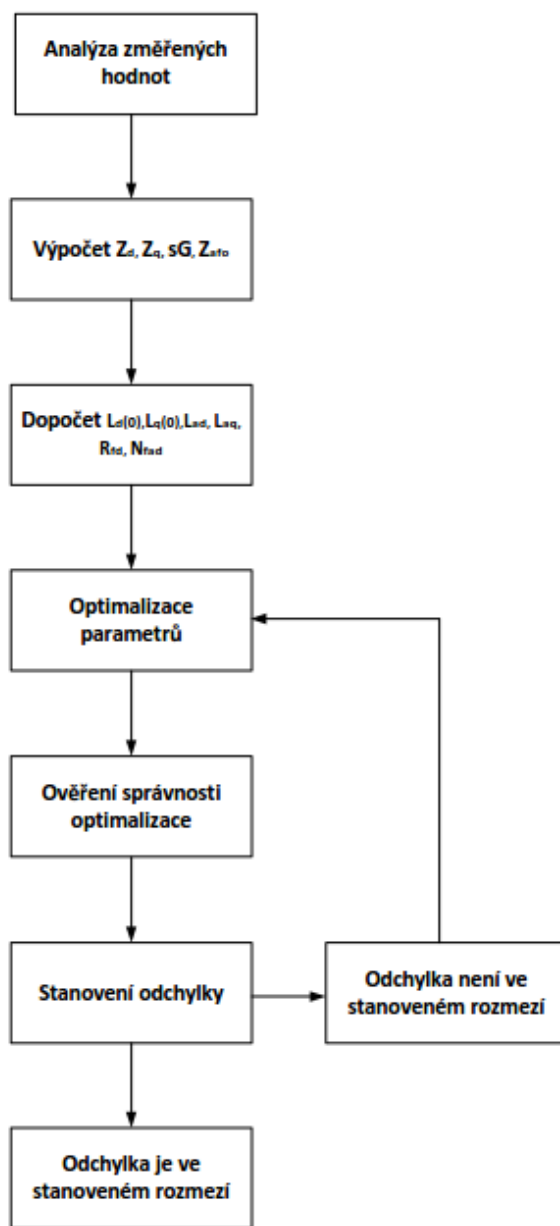 Analýza změřených
hodnot
Výpočet Zd, Zq, sG, Zafo
Dopočet Ld(0),Lq(0),Lad, Laq,
Rfd, Nfad
Optimalizace
parametrů
Ověření správnosti
optimalizace
Stanovení odchylky
Odchylka není ve
stanoveném rozmezí
Odchylka je ve
stanoveném rozmezí